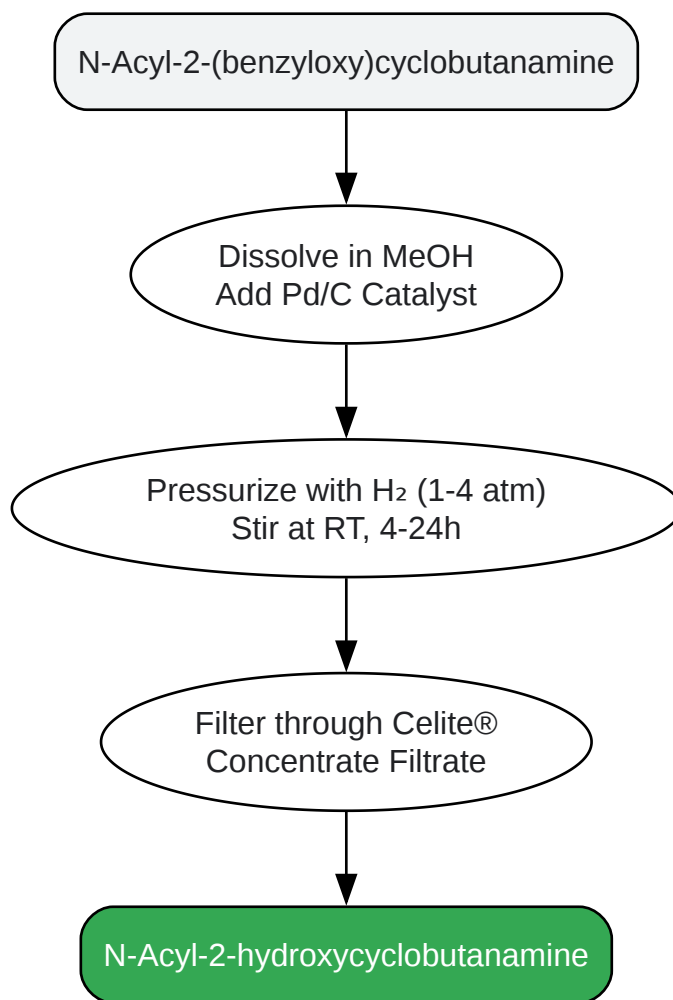 N-Acyl-2-(benzyloxy)cyclobutanamine
Dissolve in MeOH
Add Pd/C Catalyst
Pressurize with H₂ (1-4 atm)
Stir at RT, 4-24h
Filter through Celite®
Concentrate Filtrate
N-Acyl-2-hydroxycyclobutanamine